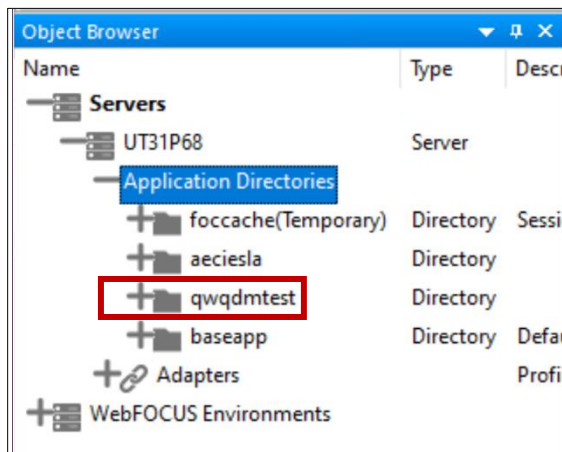 Object Browser
Name Type Descr
Servers
UT31P68 Server
Application Directories
foccache(Temporary) Directory Sessi
aeciesla Directory
qwqdmtest Directory
baseapp Directory Defau
Adapters Profi
WebFOCUS Environments